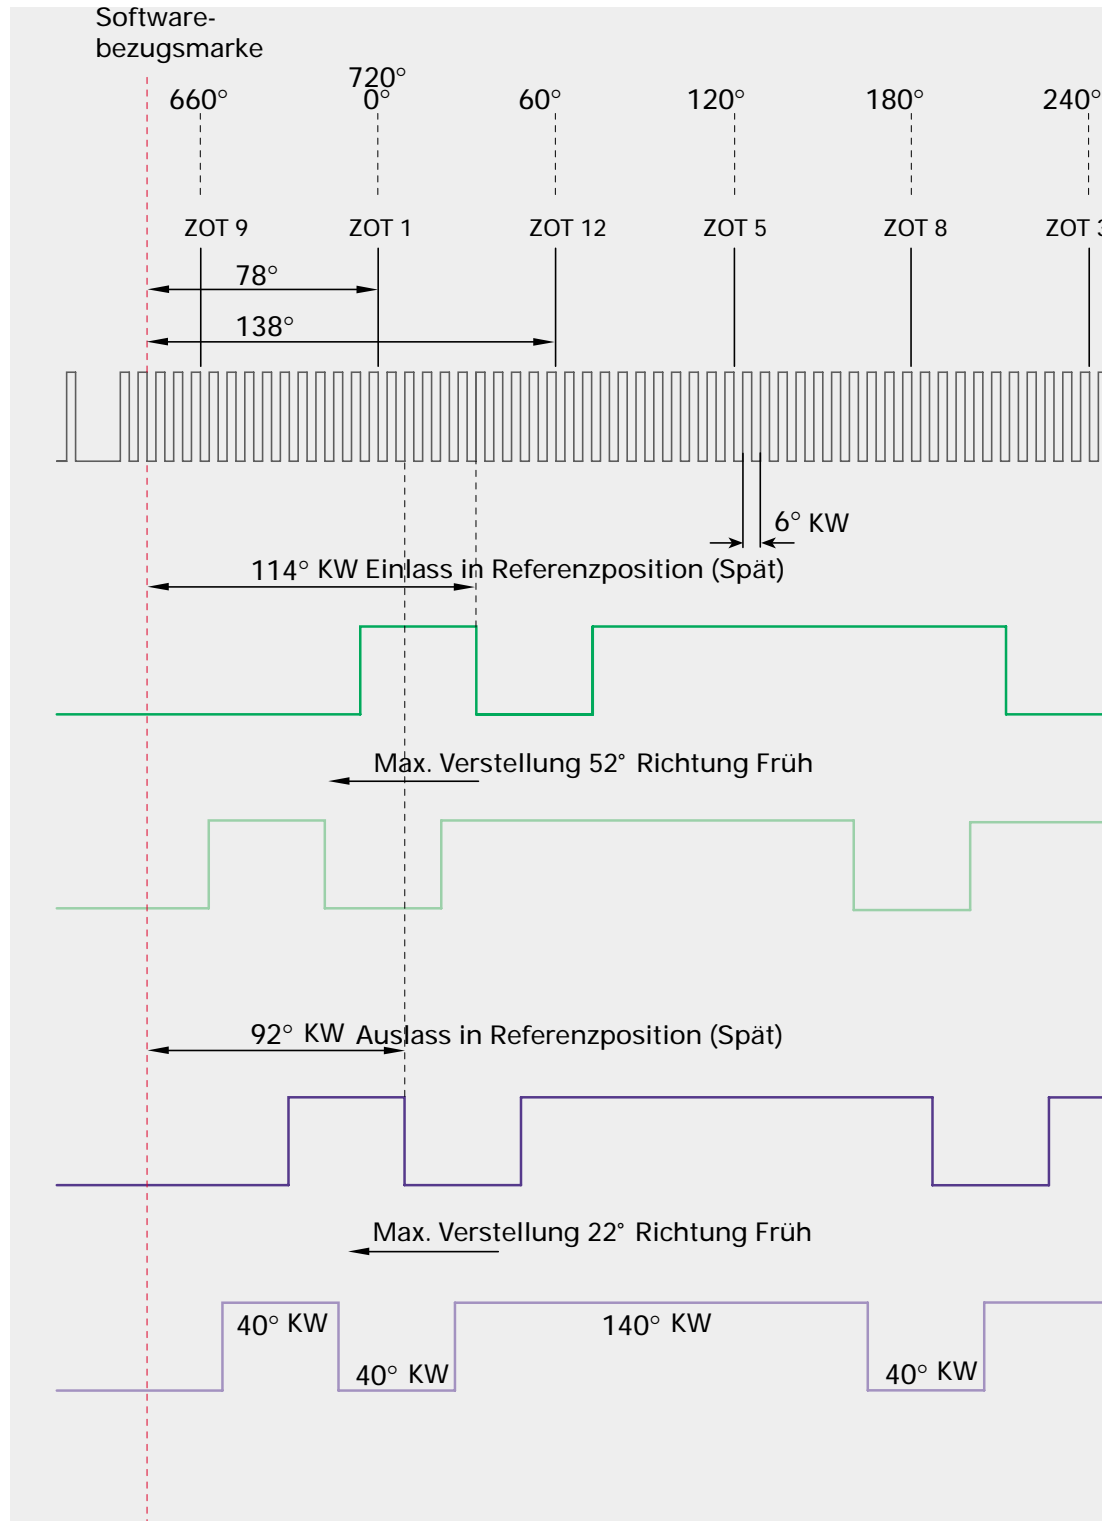 Software-
bezugsmarke
720°
660° 0° 60° 120° 180° 240°
ZOT 9 ZOT 1 ZOT 12 ZOT 5 ZOT 8 ZOT 3
78°
138°
6° KW
114° KW Einlass in Referenzposition (Spät)
Max. Verstellung 52° Richtung Früh
92° KW Auslass in Referenzposition (Spät)
Max. Verstellung 22° Richtung Früh
40° KW 140° KW
40° KW 40° KW